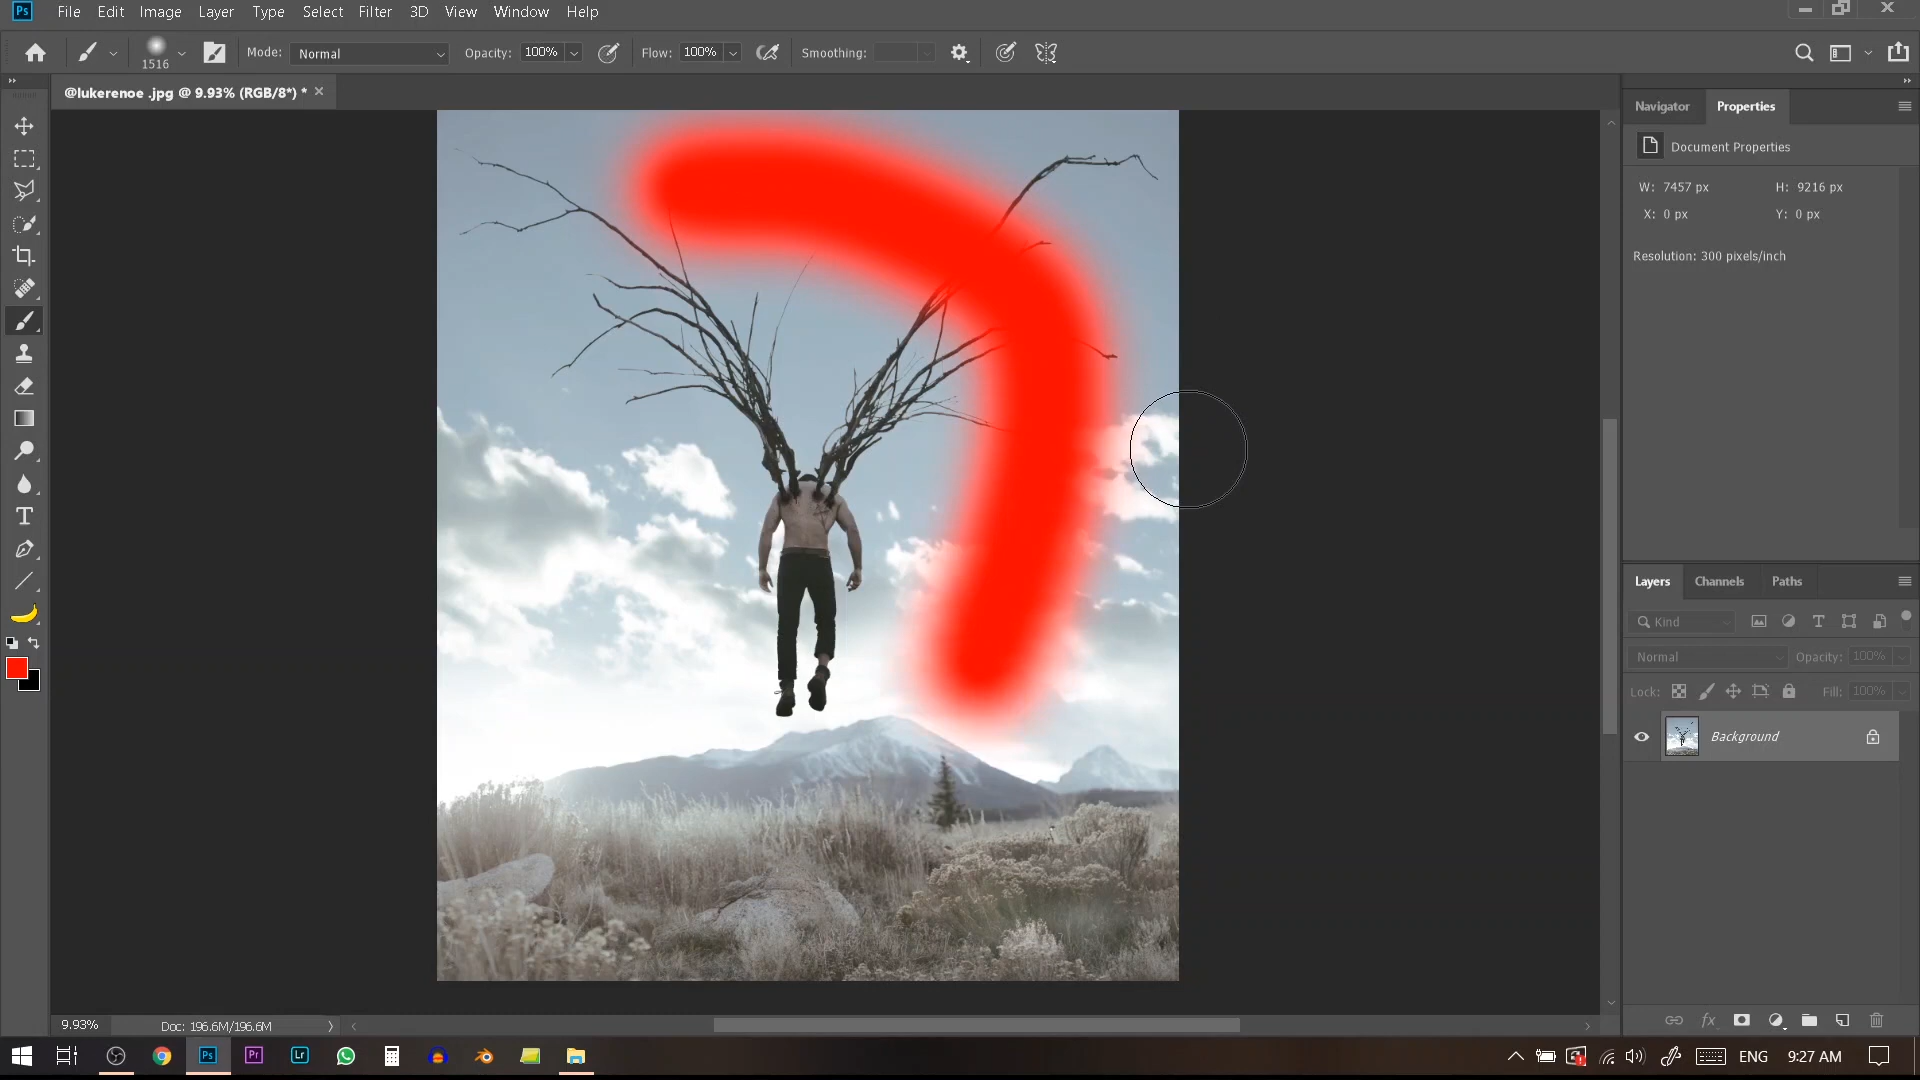 Ps File Edit Image Layer Type Select Filter 3D View Window Help
1516 Mode: Normal Opacity: 100% Flow: 100% Smoothing:
@lukerenoe .jpg @ 9.93% (RGB/8*) *
Navigator Properties
Document Properties
W: 7457 px H: 9216 px
X: 0 px Y: 0 px
Resolution: 300 pixels/inch
Layers Channels Paths
Kind
Normal Opacity: 100%
Lock: Fill: 100%
Background
9.93% Doc: 196.6M/196.6M
Ps Pr Lr ENG 9:27 AM